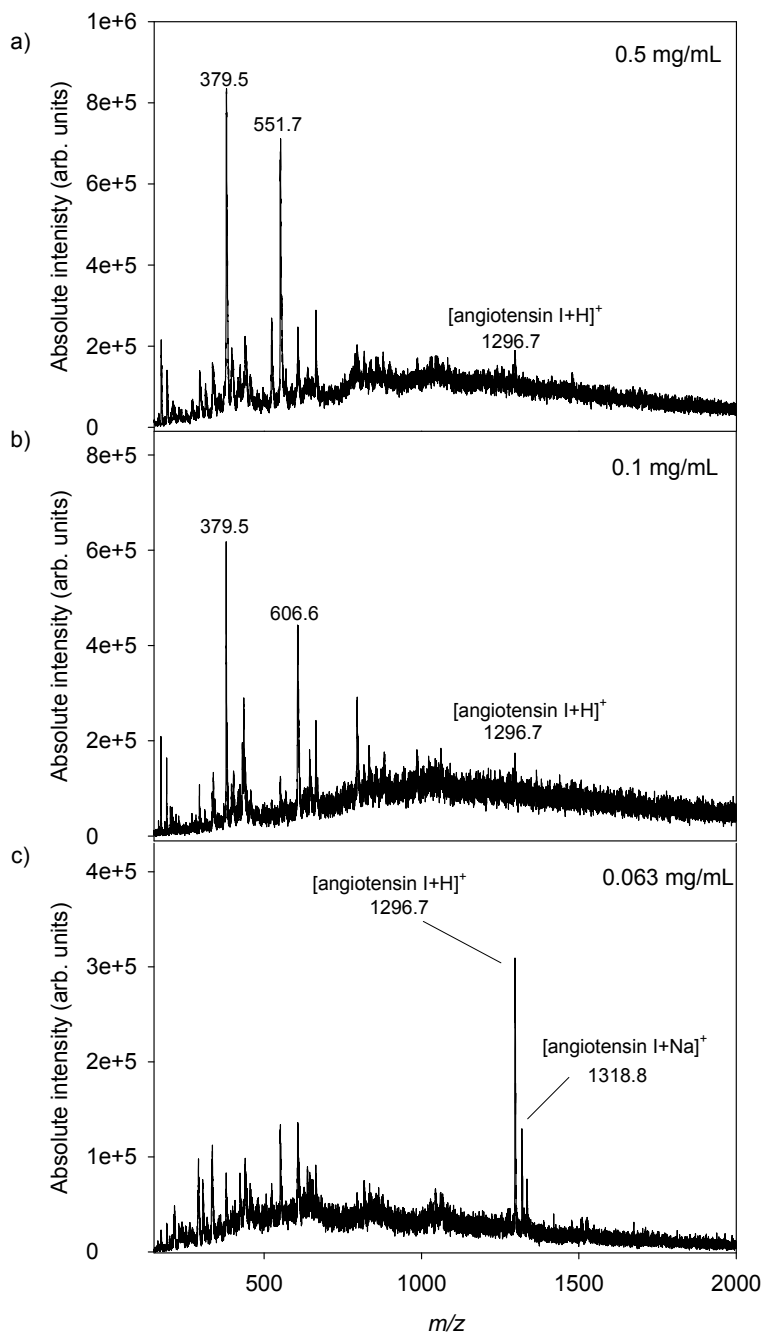 a)
Absolute intenisty (arb. units)
1e+6
8e+5
6e+5
4e+5
2e+5
0
0.5 mg/mL
379.5
551.7
[angiotensin I+H]+
1296.7
b)
Absolute intensity (arb. units)
8e+5
6e+5
4e+5
2e+5
0
0.1 mg/mL
379.5
606.6
[angiotensin I+H]+
1296.7
c)
Absolute intensity (arb. units)
4e+5
3e+5
2e+5
1e+5
0
0.063 mg/mL
[angiotensin I+H]+
1296.7
[angiotensin I+Na]+
1318.8
500 1000 1500 2000
m/z